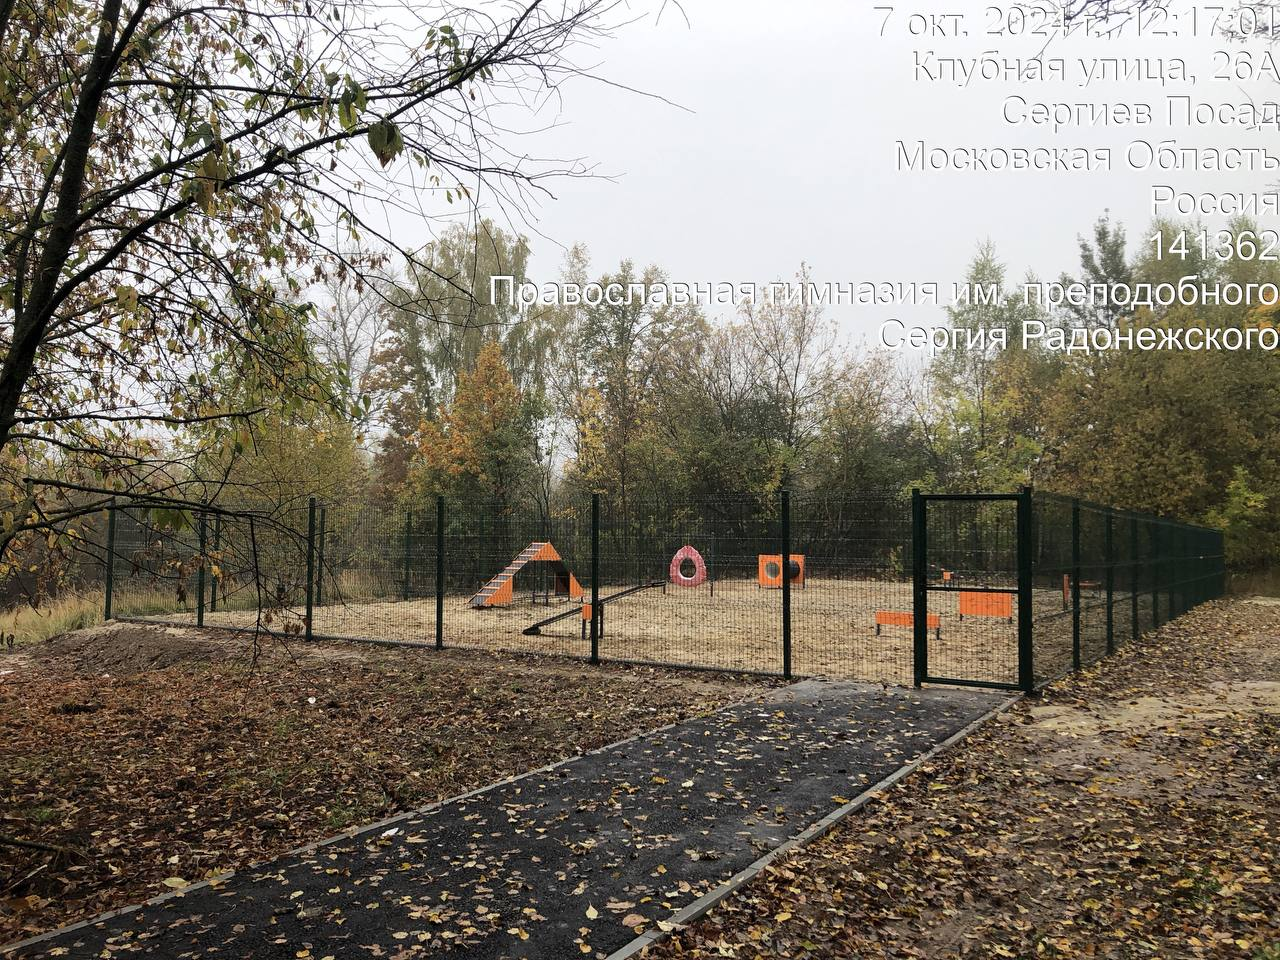 7 окт. 2024 г., 12:17:01
Клубная улица, 26А
Сергиев Посад
Московская Область
Россия
141362
Православная гимназия им. преподобного
Сергия Радонежского